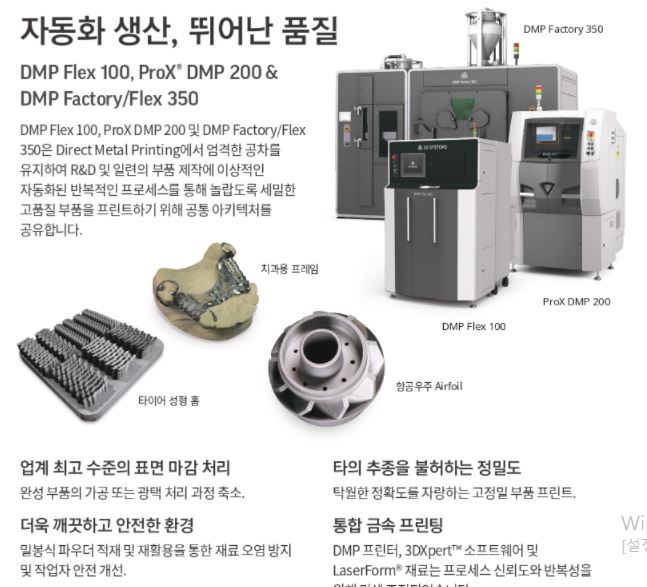 자동화 생산, 뛰어난 품질
DMP Flex 100, ProX® DMP 200 &
DMP Factory/Flex 350
DMP Flex 100, ProX DMP 200 및 DMP Factory/Flex
350은 Direct Metal Printing에서 엄격한 공차를
유지하여 R&D 및 일련의 부품 제작에 이상적인
자동화된 반복적인 프로세스를 통해 놀랍도록 세밀한
고품질 부품을 프린트하기 위해 공통 아키텍처를
공유합니다.
DMP Factory 350
3D SYSTEMS
ProX DMP 200
DMP Flex 100
치과용 프레임
타이어 성형 홈
항공우주 Airfoil
업계 최고 수준의 표면 마감 처리
완성 부품의 가공 또는 광택 처리 과정 축소.
더욱 깨끗하고 안전한 환경
밀봉식 파우더 적재 및 재활용을 통한 재료 오염 방지
및 작업자 안전 개선.
타의 추종을 불허하는 정밀도
탁월한 정확도를 자랑하는 고정밀 부품 프린트.
통합 금속 프린팅
DMP 프린터, 3DXpert™ 소프트웨어 및
LaserForm® 재료는 프로세스 신뢰도와 반복성을
Wi
[설정